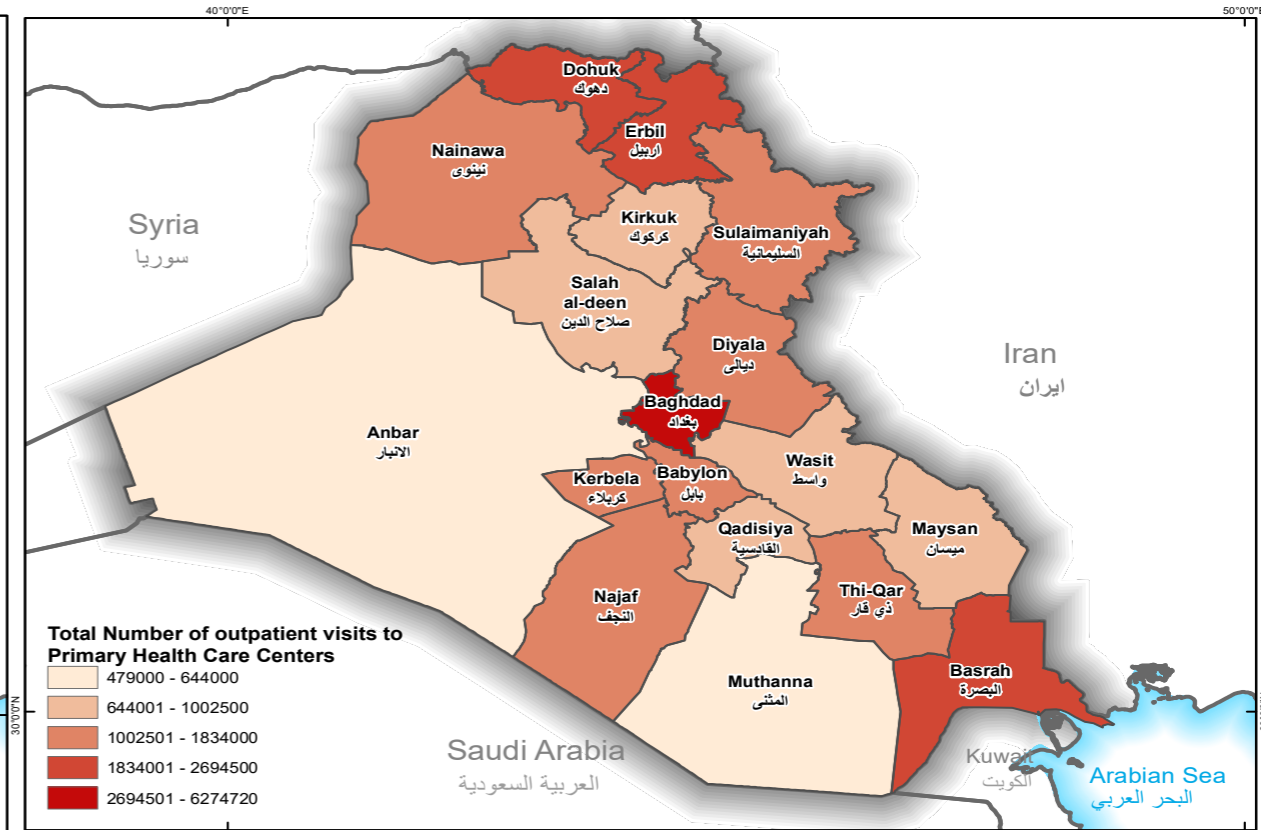 40°0'0"E
50°0'0"E
Dohuk
دهوك
Erbil
اربيل
Nainawa
نينوى
Kirkuk
كركوك
Sulaimaniyah
السليمانية
Syria
سوريا
Salah
al-deen
صلاح الدين
Diyala
ديالى
Iran
ايران
Baghdad
بغداد
Anbar
الانبار
Wasit
واسط
Kerbela
كربلاء
Babylon
بابل
Qadisiya
القادسية
Maysan
ميسان
Najaf
النجف
Thi-Qar
ذي قار
Basrah
البصرة
Muthanna
المثنى
Total Number of outpatient visits to
Primary Health Care Centers
479000 - 644000
644001 - 1002500
1002501 - 1834000
1834001 - 2694500
2694501 - 6274720
30°0'0"N
Saudi Arabia
العربية السعودية
Kuwait
الكويت
Arabian Sea
البحر العربي